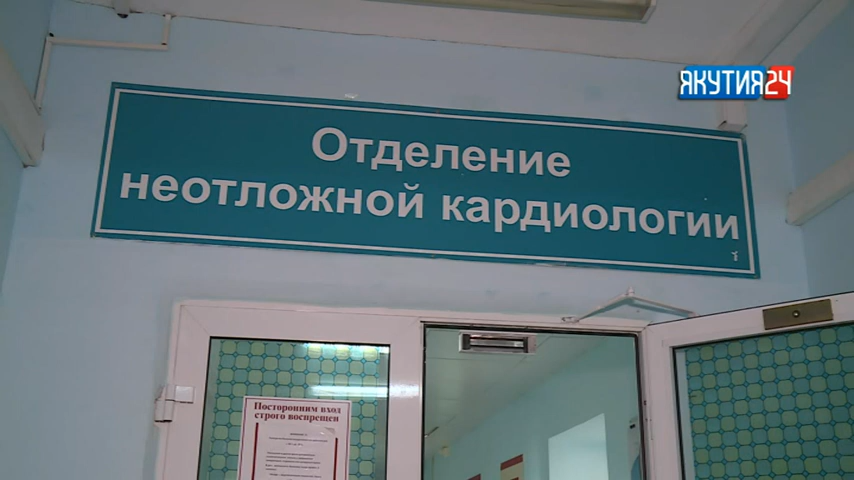 ЯКУТИЯ24
Отделение
неотложной кардиологии
Посторонним вход
строго воспрещен